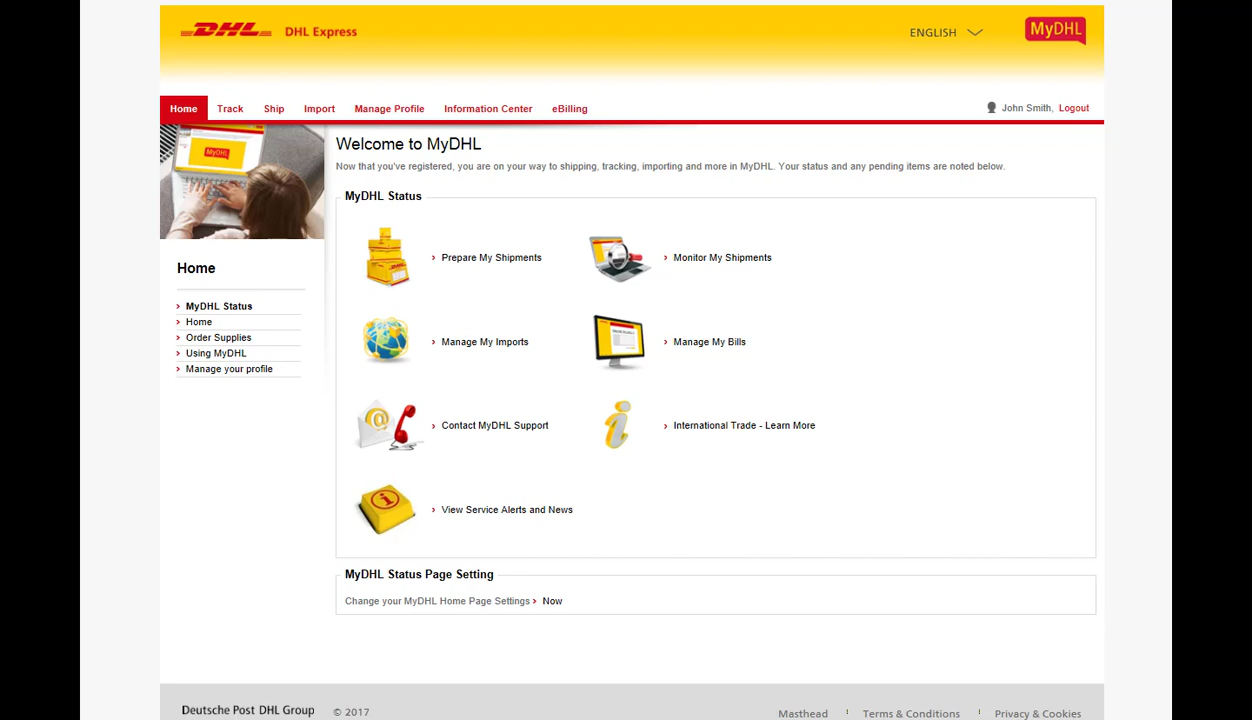 DHL DHL Express ENGLISH MyDHL
Home Track Ship Import Manage Profile Information Center eBilling John Smith, Logout
MyDHL
Welcome to MyDHL
Now that you've registered, you are on your way to shipping, tracking, importing and more in MyDHL. Your status and any pending items are noted below.
Home
MyDHL Status
Home
Order Supplies
Using MyDHL
Manage your profile
MyDHL Status
Prepare My Shipments Monitor My Shipments
Manage My Imports Manage My Bills
Contact MyDHL Support International Trade - Learn More
View Service Alerts and News
MyDHL Status Page Setting
Change your MyDHL Home Page Settings Now
Deutsche Post DHL Group © 2017 Masthead Terms & Conditions Privacy & Cookies